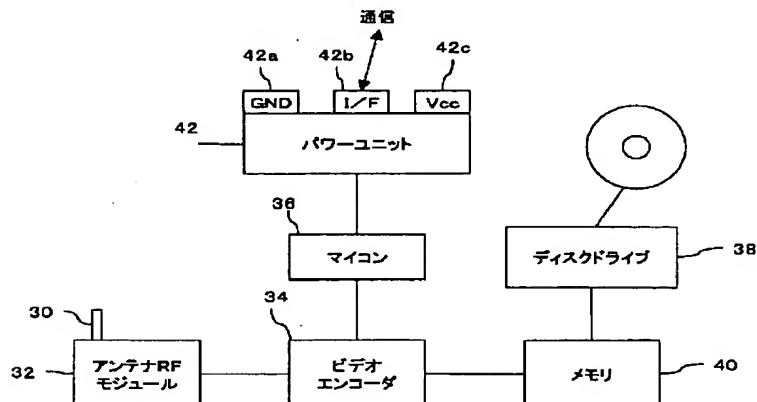 通信
42a
42b
42c
GND
I/F
Vcc
42
パワーユニット
36
マイコン
ディスクドライブ
38
30
34
32
アンテナRF
モジュール
ビデオ
エンコーダ
メモリ
40